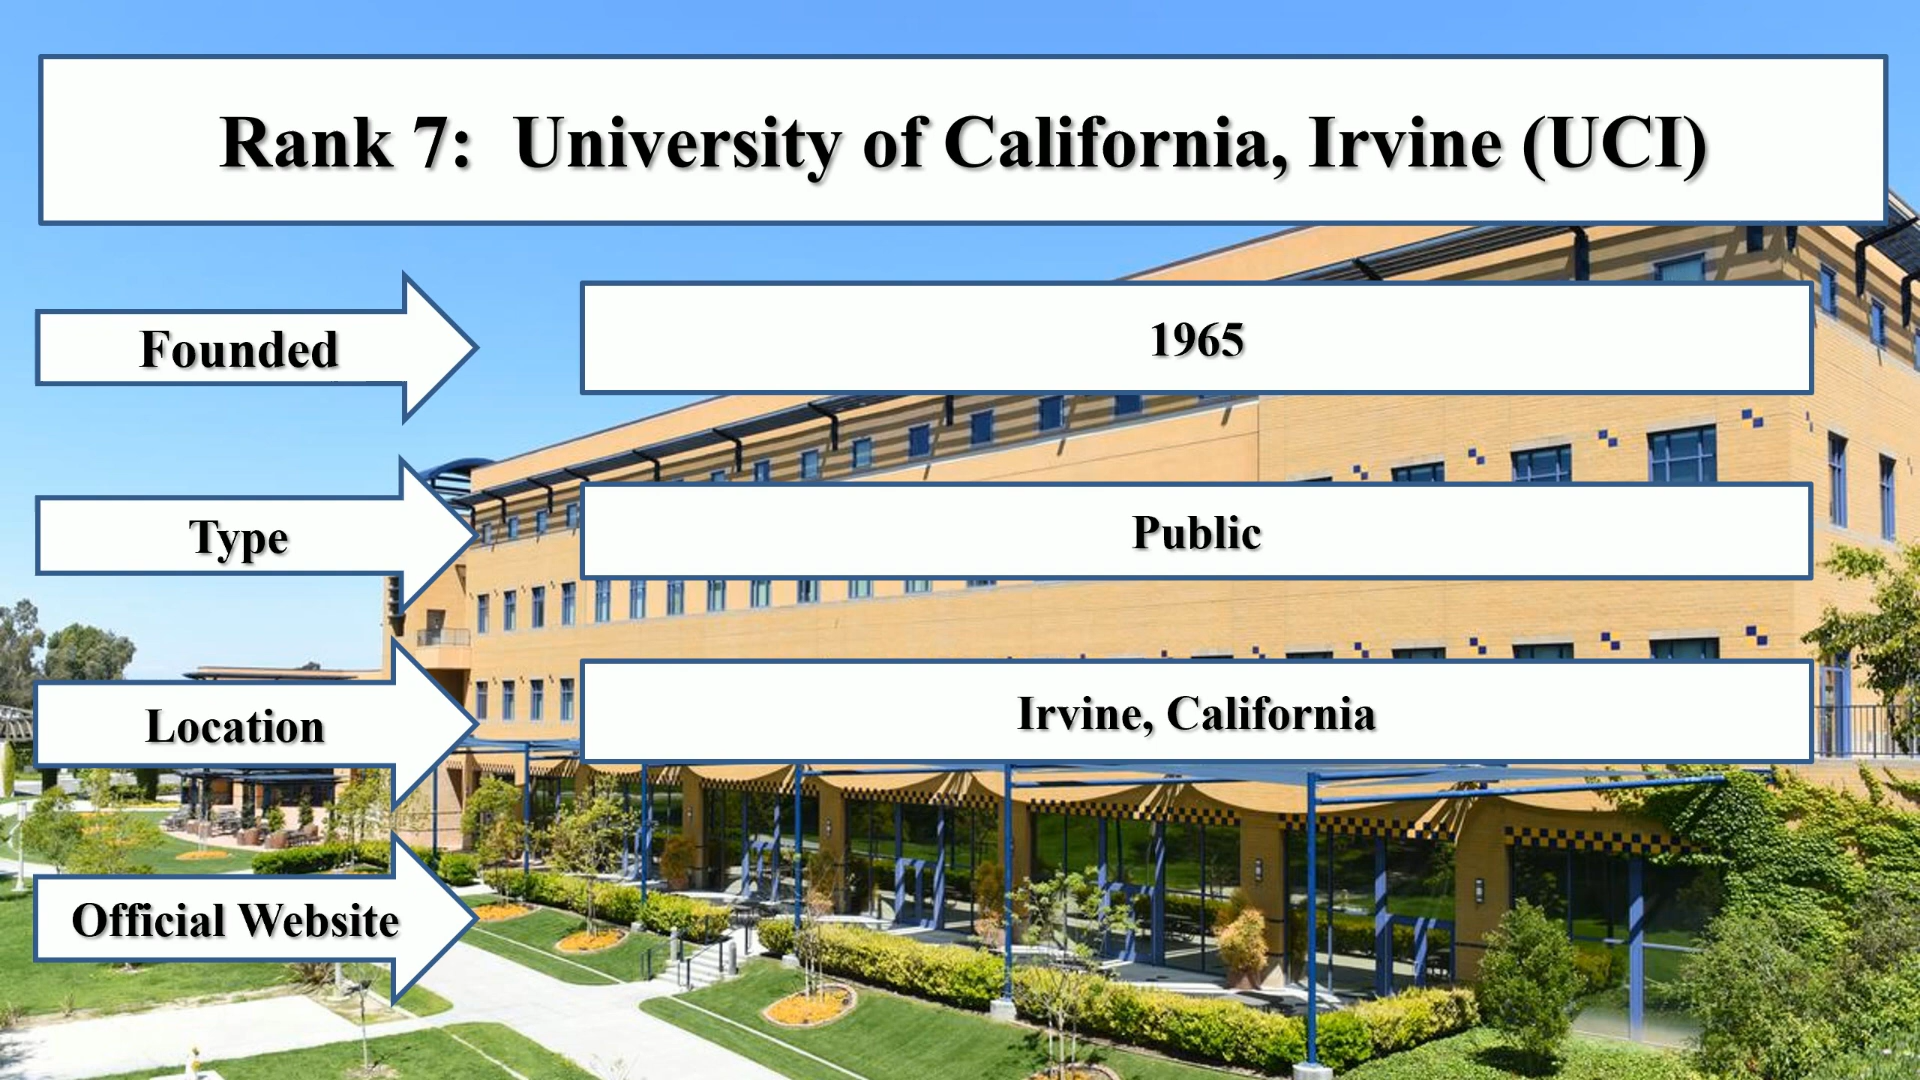 Rank 7:  University of California, Irvine (UCI)
Founded
1965
Type
Public
Location
Irvine, California
Official Website